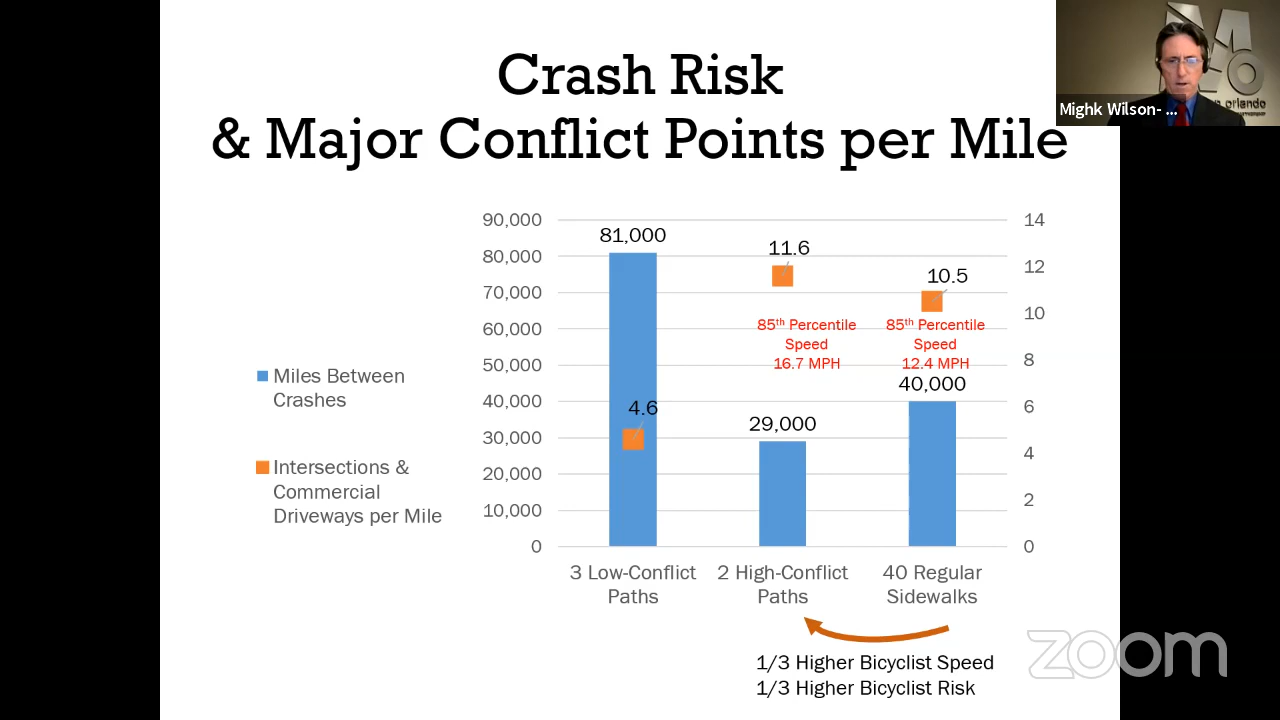 Crash Risk
& Major Conflict Points per Mile
Mighk Wilson- ...
orlando
90,000
80,000
70,000
60,000
50,000
40,000
30,000
20,000
10,000
0
14
12
10
8
6
4
2
0
81,000
11.6
10.5
85th Percentile
Speed
16.7 MPH
85th Percentile
Speed
12.4 MPH
40,000
4.6
29,000
Miles Between
Crashes
Intersections &
Commercial
Driveways per Mile
3 Low-Conflict
Paths
2 High-Conflict
Paths
40 Regular
Sidewalks
1/3 Higher Bicyclist Speed
1/3 Higher Bicyclist Risk
zoom